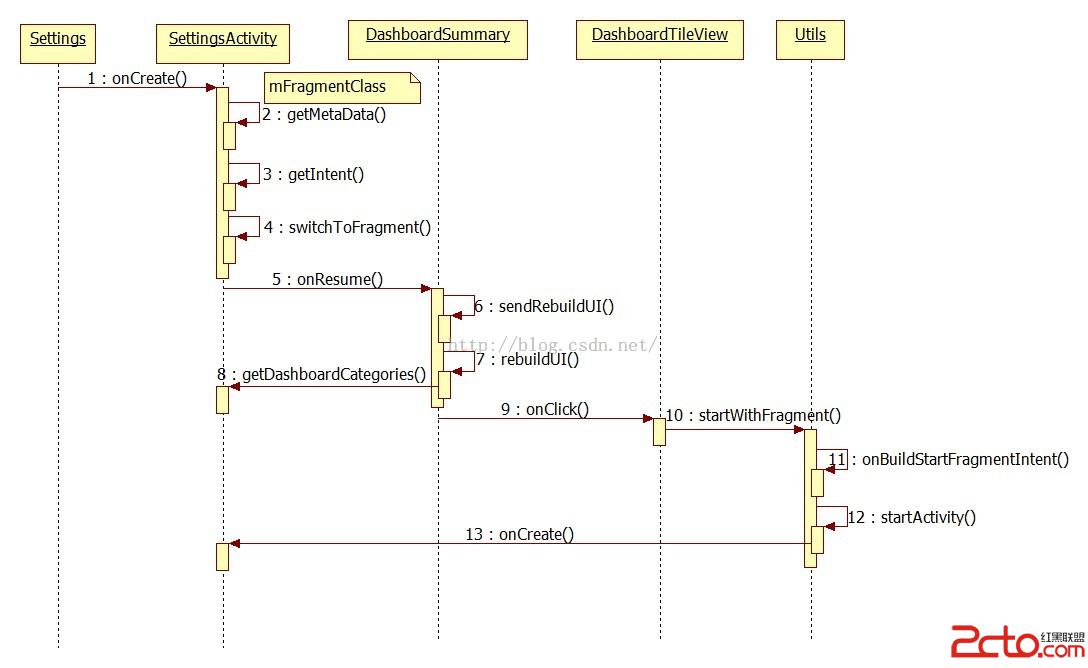 Settings
SettingsActivity
DashboardSummary
DashboardTileView
Utils
1 : onCreate()
mFragmentClass
2 : getMetaData()
3 : getIntent()
4 : switchToFragment()
5 : onResume()
6 : sendRebuildUI()
http://blog.csdn.net/
7 : rebuildUI()
8 : getDashboardCategories()
9 : onClick()
10 : startWithFragment()
11 : onBuildStartFragmentIntent()
12 : startActivity()
13 : onCreate()
2cto
红黑联盟
.com